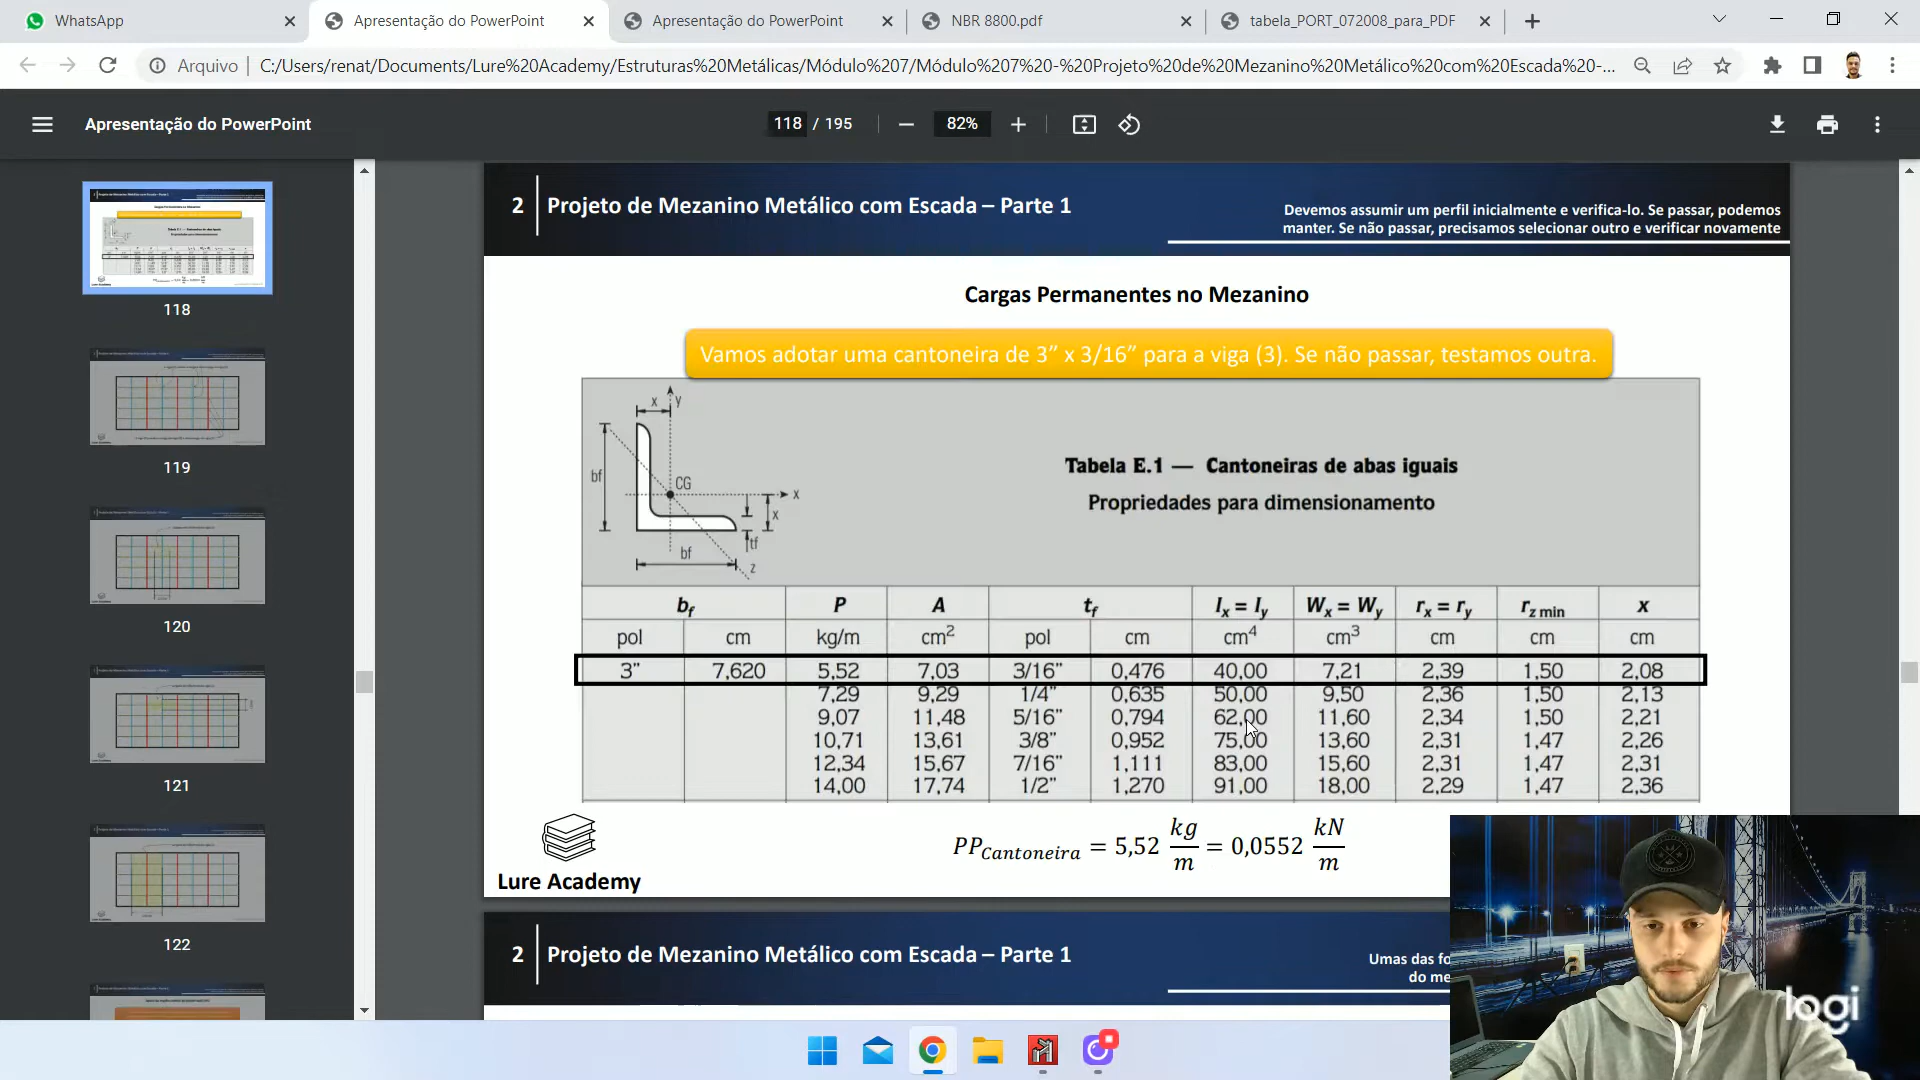 WhatsApp
Apresentação do PowerPoint
Apresentação do PowerPoint
NBR 8800.pdf
tabela_PORT_072008_para_PDF
Arquivo
C:/Users/renat/Documents/Lure%20Academy/Estruturas%20Metálicas/Módulo%207/Módulo%207%20-%20Projeto%20de%20Mezanino%20Metálico%20com%20Escada%20-...
Apresentação do PowerPoint
118 / 195
82%
118
119
120
121
122
2 Projeto de Mezanino Metálico com Escada – Parte 1
Devemos assumir um perfil inicialmente e verifica-lo. Se passar, podemos
manter. Se não passar, precisamos selecionar outro e verificar novamente
Cargas Permanentes no Mezanino
Vamos adotar uma cantoneira de 3” x 3/16” para a viga (3). Se não passar, testamos outra.
x y
bf
CG
x
x
tf
bf
z
Tabela E.1 — Cantoneiras de abas iguais
Propriedades para dimensionamento
bf P A tf Ix = Iy Wx = Wy rx = ry rz min x
pol cm kg/m cm2 pol cm cm4 cm3 cm cm cm
3” 7,620 5,52 7,03 3/16” 0,476 40,00 7,21 2,39 1,50 2,08
7,29 9,29 1/4” 0,635 50,00 9,50 2,36 1,50 2,13
9,07 11,48 5/16” 0,794 62,00 11,60 2,34 1,50 2,21
10,71 13,61 3/8” 0,952 75,00 13,60 2,31 1,47 2,26
12,34 15,67 7/16” 1,111 83,00 15,60 2,31 1,47 2,31
14,00 17,74 1/2” 1,270 91,00 18,00 2,29 1,47 2,36
PPCantoneira = 5,52 kg/m = 0,0552 kN/m
Lure Academy
2 Projeto de Mezanino Metálico com Escada – Parte 1
Umas das fo
do me
logi